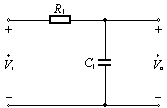 R₁
+ +
V̇ᵢ C₁ V̇ₒ
− −